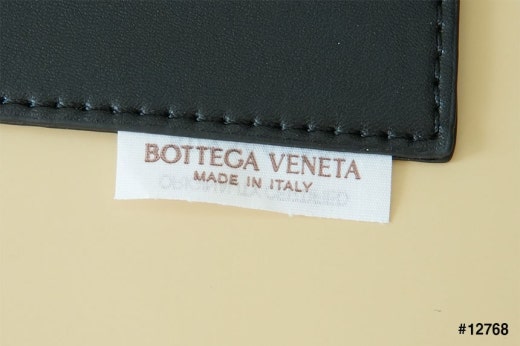 BOTTEGA VENETA
MADE IN ITALY
#12768